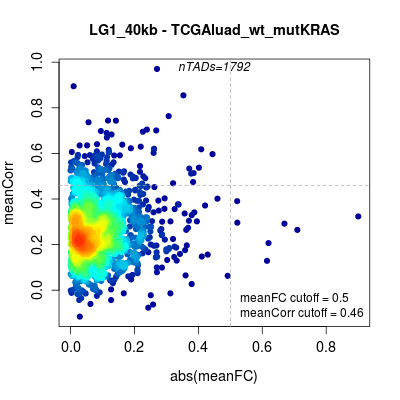 LG1_40kb - TCGAluad_wt_mutKRAS
nTADs=1792
meanCorr
1.0
0.8
0.6
0.4
0.2
0.0
meanFC cutoff = 0.5
meanCorr cutoff = 0.46
0.0 0.2 0.4 0.6 0.8
abs(meanFC)